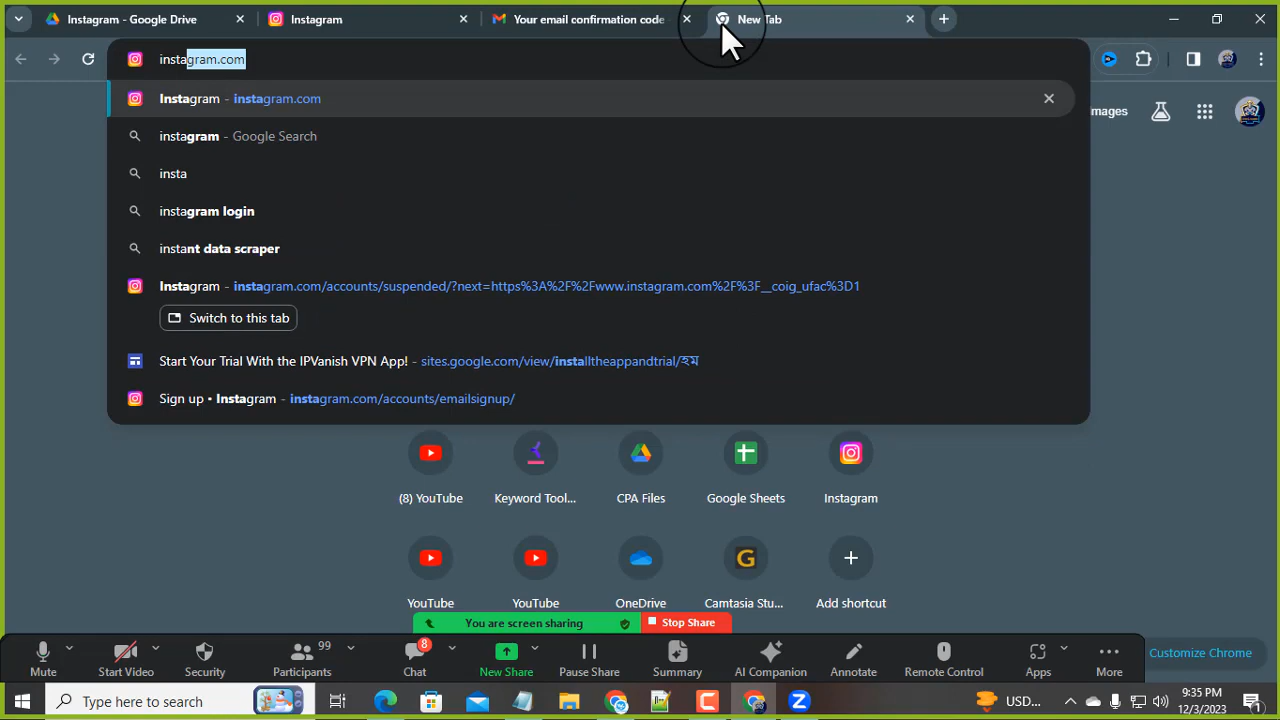 Instagram - Google Drive
Instagram
Your email confirmation code
New Tab
instagram.com
Instagram - instagram.com
instagram - Google Search
insta
instagram login
instant data scraper
Instagram - instagram.com/accounts/suspended/?next=https%3A%2F%2Fwww.instagram.com%2F%3F__coig_ufac%3D1
Switch to this tab
Start Your Trial With the IPVanish VPN App! - sites.google.com/view/installtheappandtrial/হম
Sign up • Instagram - instagram.com/accounts/emailsignup/
mages
(8) YouTube
Keyword Tool...
CPA Files
Google Sheets
Instagram
YouTube
YouTube
OneDrive
Camtasia Stu...
Add shortcut
You are screen sharing
Stop Share
99
8
Mute
Start Video
Security
Participants
Chat
New Share
Pause Share
Summary
AI Companion
Annotate
Remote Control
Apps
More
Customize Chrome
Type here to search
USD...
9:35 PM
12/3/2023
1